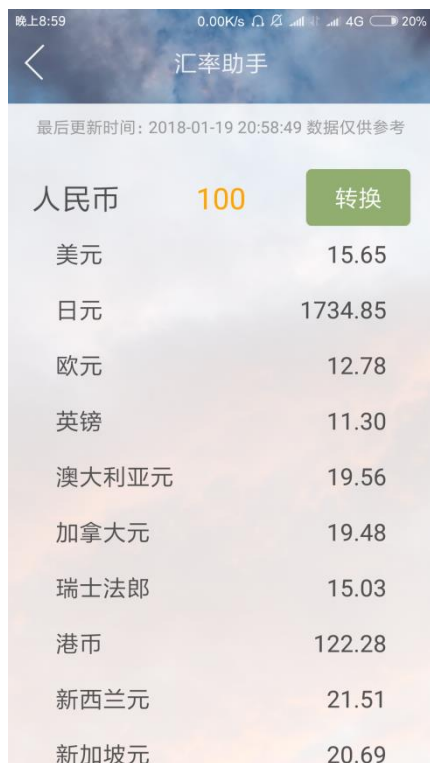 晚上8:59 0.00K/s 4G 20%
汇率助手
最后更新时间：2018-01-19 20:58:49 数据仅供参考
人民币 100 转换
美元 15.65
日元 1734.85
欧元 12.78
英镑 11.30
澳大利亚元 19.56
加拿大元 19.48
瑞士法郎 15.03
港币 122.28
新西兰元 21.51
新加坡元 20.69